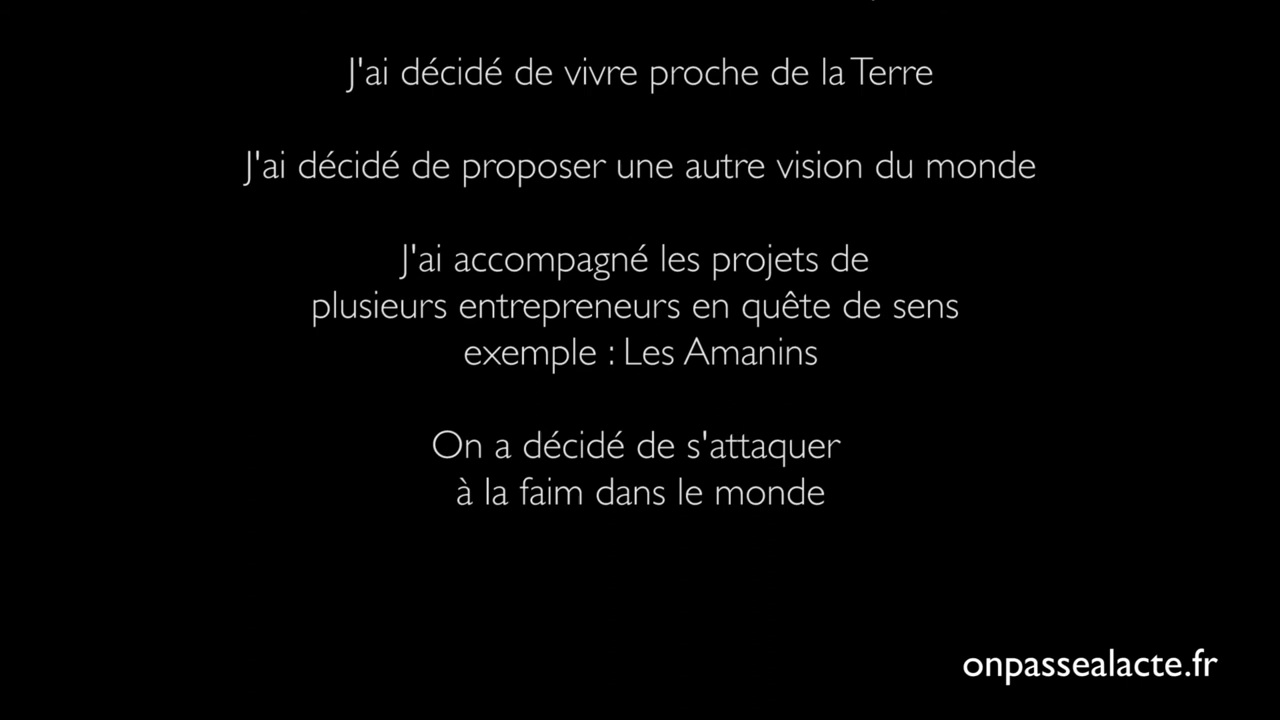 J'ai décidé de vivre proche de la Terre
J'ai décidé de proposer une autre vision du monde
J'ai accompagné les projets de
plusieurs entrepreneurs en quête de sens
exemple : Les Amanins
On a décidé de s'attaquer
à la faim dans le monde
onpassealacte.fr